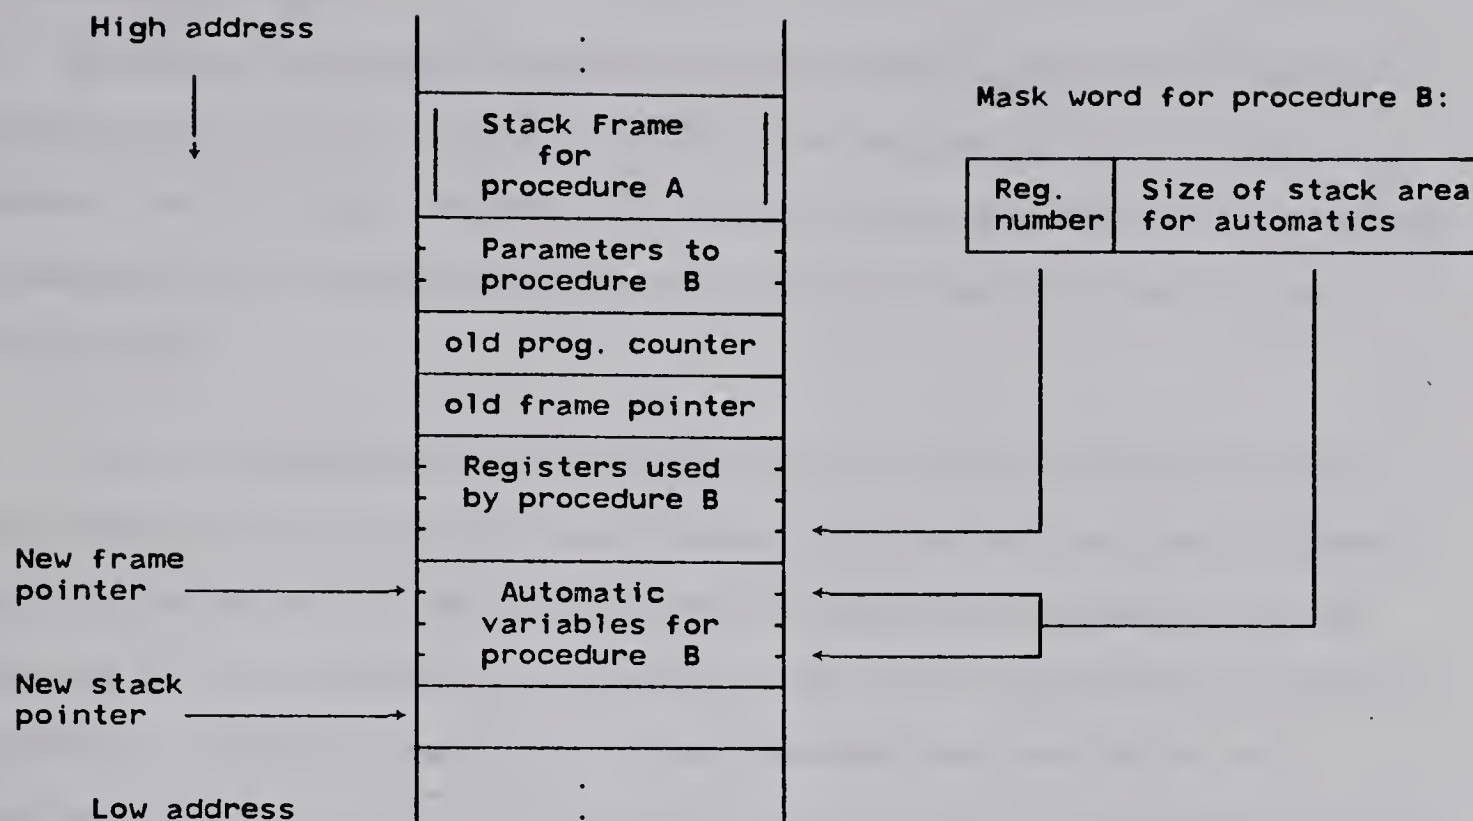 High address
.
.
Stack Frame
for
procedure A
Mask word for procedure B:
Reg.
number
Size of stack area
for automatics
Parameters to
procedure B
old prog. counter
old frame pointer
Registers used
by procedure B
New frame
pointer
Automatic
variables for
procedure B
New stack
pointer
Low address
.
.